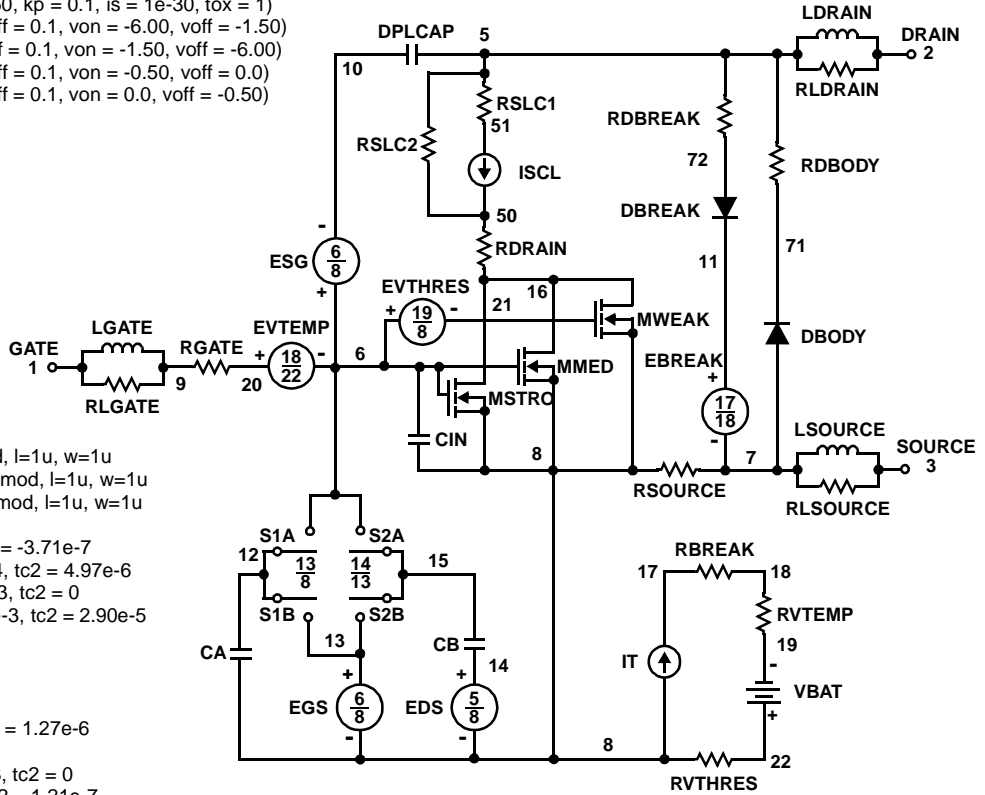 50, kp = 0.1, is = 1e-30, tox = 1)
ff = 0.1, von = -6.00, voff = -1.50)
f = 0.1, von = -1.50, voff = -6.00)
ff = 0.1, von = -0.50, voff = 0.0)
ff = 0.1, von = 0.0, voff = -0.50)
LDRAIN
DRAIN
2
RLDRAIN
DPLCAP
5
10
RSLC1
51
RSLC2
ISCL
50
RDRAIN
RDBREAK
72
RDBODY
DBREAK
71
11
-
ESG
6
8
+
EVTHRES
+
19
8
-
16
21
MWEAK
EBREAK
+
17
18
-
DBODY
LGATE
GATE
1
RLGATE
9
RGATE
20
EVTEMP
+
18
22
-
6
MMED
MSTRO
CIN
8
7
RSOURCE
LSOURCE
SOURCE
3
RLSOURCE
d, l=1u, w=1u
mod, l=1u, w=1u
nod, l=1u, w=1u
= -3.71e-7
4, tc2 = 4.97e-6
3, tc2 = 0
e-3, tc2 = 2.90e-5
= 1.27e-6
, tc2 = 0
S1A
S2A
12
13
8
14
13
15
S1B
S2B
13
CA
CB
14
+
EGS
6
8
-
+
EDS
5
8
-
8
RBREAK
17
18
RVTEMP
19
-
IT
VBAT
+
22
RVTHRES